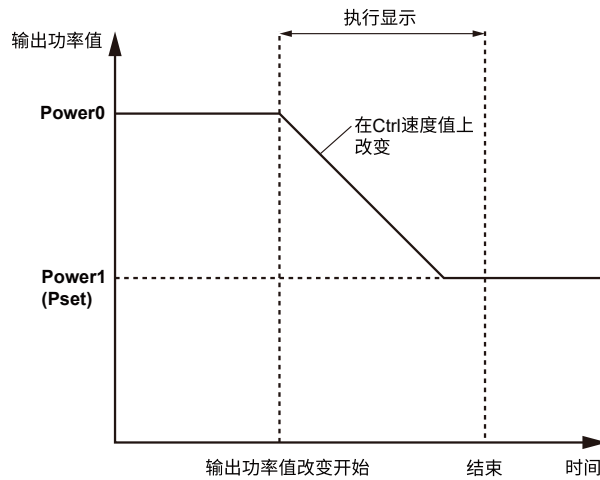 执行显示
输出功率值
Power0
在Ctrl速度值上
改变
Power1
(Pset)
输出功率值改变开始
结束
时间